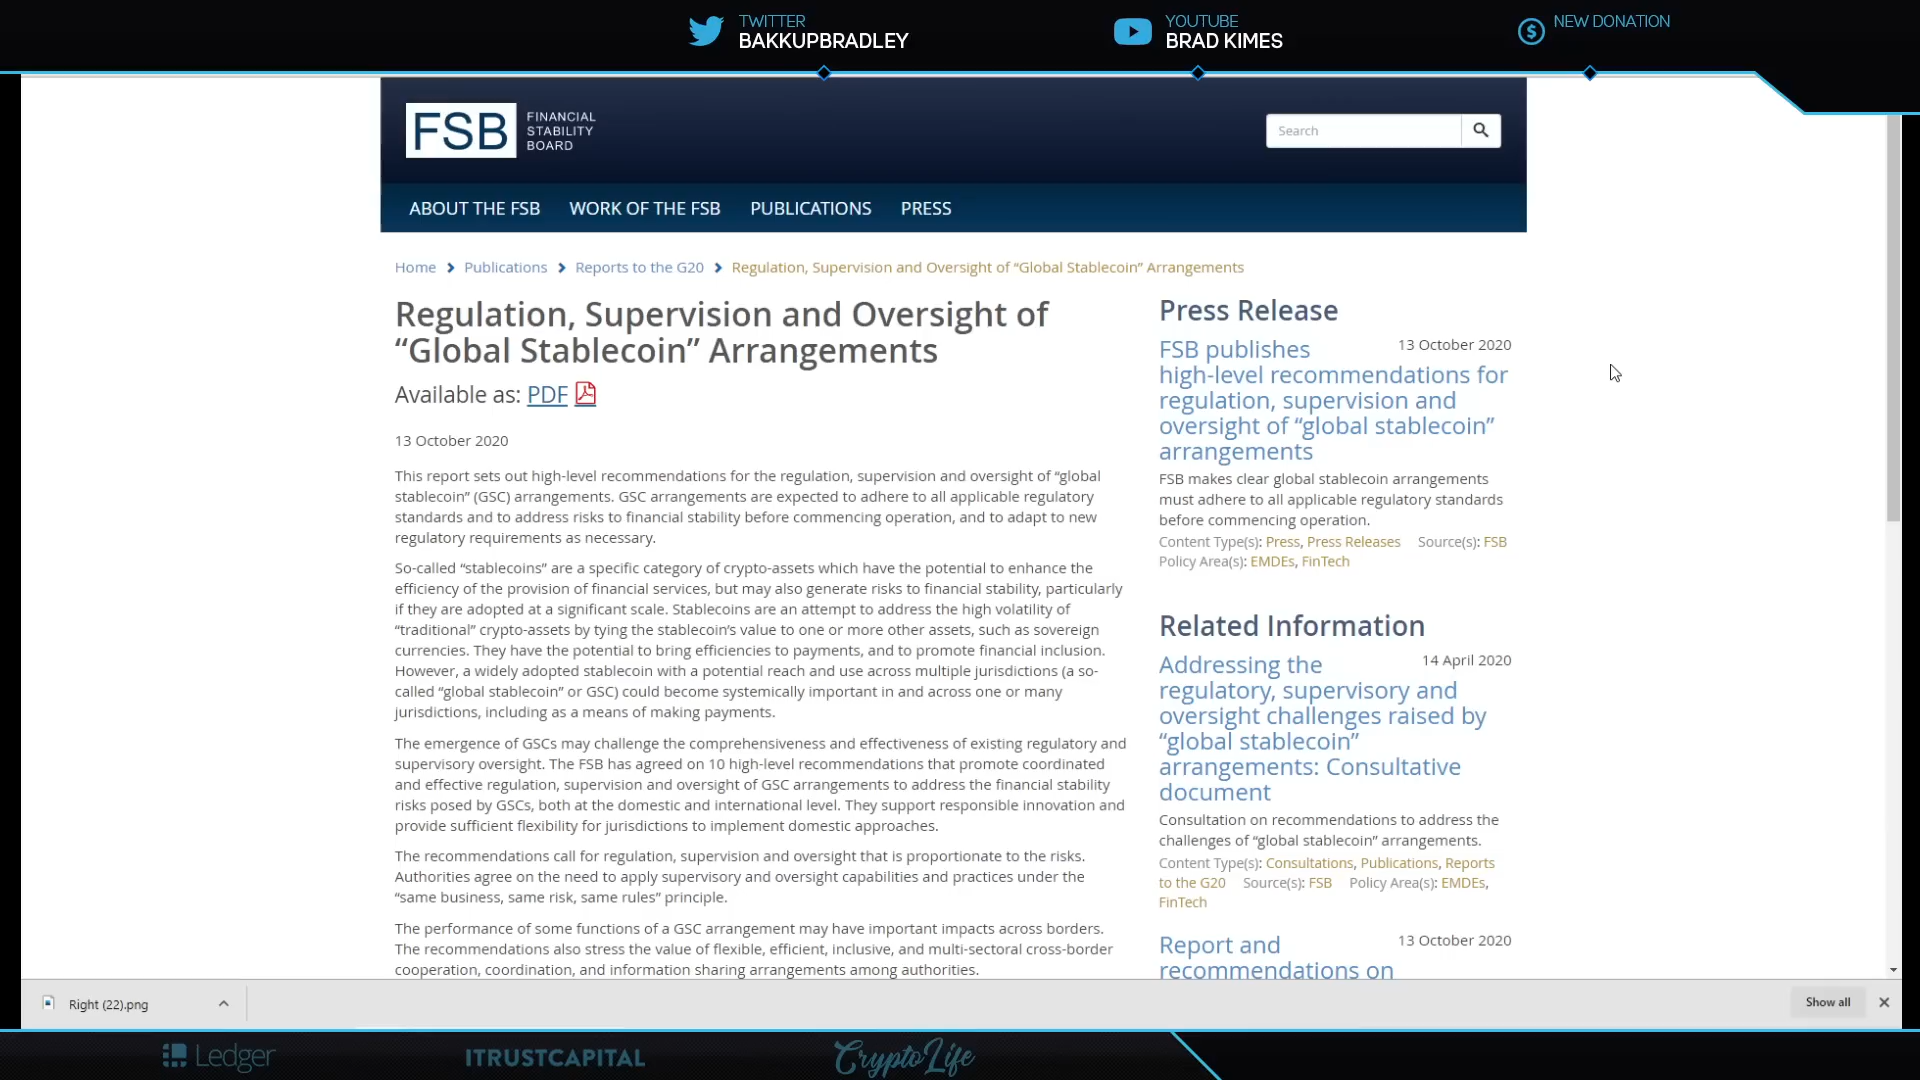 TWITTER
BAKKUPBRADLEY
YOUTUBE
BRAD KIMES
NEW DONATION
FSB
FINANCIAL
STABILITY
BOARD
Search
ABOUT THE FSB WORK OF THE FSB PUBLICATIONS PRESS
Home > Publications > Reports to the G20 > Regulation, Supervision and Oversight of “Global Stablecoin” Arrangements
Regulation, Supervision and Oversight of
“Global Stablecoin” Arrangements
Available as: PDF
13 October 2020
This report sets out high-level recommendations for the regulation, supervision and oversight of “global
stablecoin” (GSC) arrangements. GSC arrangements are expected to adhere to all applicable regulatory
standards and to address risks to financial stability before commencing operation, and to adapt to new
regulatory requirements as necessary.
So-called “stablecoins” are a specific category of crypto-assets which have the potential to enhance the
efficiency of the provision of financial services, but may also generate risks to financial stability, particularly
if they are adopted at a significant scale. Stablecoins are an attempt to address the high volatility of
“traditional” crypto-assets by tying the stablecoin’s value to one or more other assets, such as sovereign
currencies. They have the potential to bring efficiencies to payments, and to promote financial inclusion.
However, a widely adopted stablecoin with a potential reach and use across multiple jurisdictions (a so-
called “global stablecoin” or GSC) could become systemically important in and across one or many
jurisdictions, including as a means of making payments.
The emergence of GSCs may challenge the comprehensiveness and effectiveness of existing regulatory and
supervisory oversight. The FSB has agreed on 10 high-level recommendations that promote coordinated
and effective regulation, supervision and oversight of GSC arrangements to address the financial stability
risks posed by GSCs, both at the domestic and international level. They support responsible innovation and
provide sufficient flexibility for jurisdictions to implement domestic approaches.
The recommendations call for regulation, supervision and oversight that is proportionate to the risks.
Authorities agree on the need to apply supervisory and oversight capabilities and practices under the
“same business, same risk, same rules” principle.
The performance of some functions of a GSC arrangement may have important impacts across borders.
The recommendations also stress the value of flexible, efficient, inclusive, and multi-sectoral cross-border
cooperation, coordination, and information sharing arrangements among authorities.
Press Release
13 October 2020
FSB publishes
high-level recommendations for
regulation, supervision and
oversight of “global stablecoin”
arrangements
FSB makes clear global stablecoin arrangements
must adhere to all applicable regulatory standards
before commencing operation.
Content Type(s): Press, Press Releases Source(s): FSB
Policy Area(s): EMDEs, FinTech
Related Information
14 April 2020
Addressing the
regulatory, supervisory and
oversight challenges raised by
“global stablecoin”
arrangements: Consultative
document
Consultation on recommendations to address the
challenges of “global stablecoin” arrangements.
Content Type(s): Consultations, Publications, Reports
to the G20 Source(s): FSB Policy Area(s): EMDEs,
FinTech
13 October 2020
Report and
recommendations on
Right (22).png
Show all
Ledger
ITRUSTCAPITAL
CryptoLife